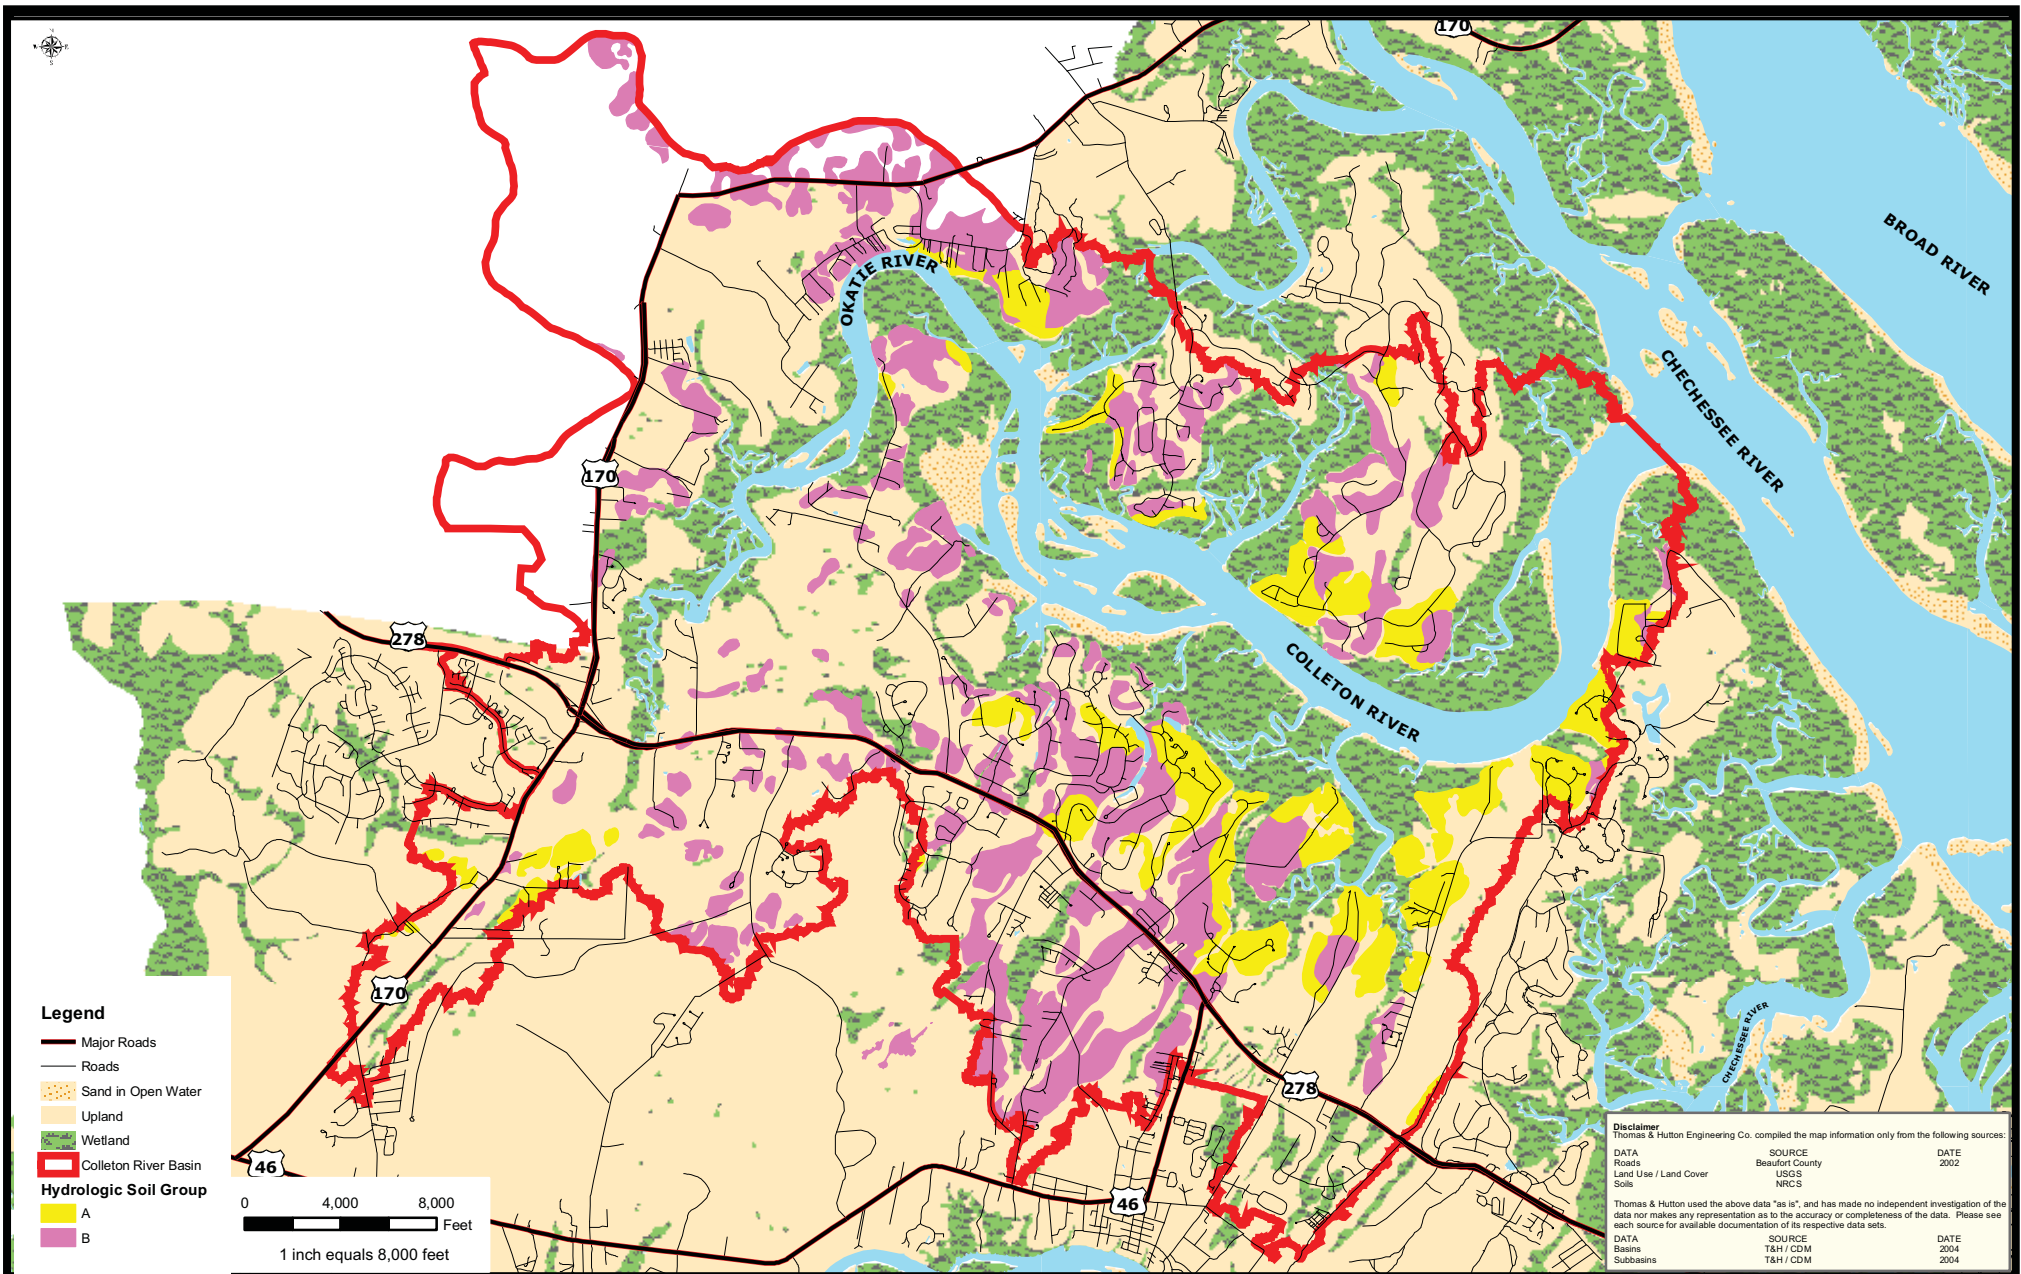 170
BROAD RIVER
OKATIE RIVER
CHECHESSEE RIVER
170
278
COLLETON RIVER
170
CHECHESSEE RIVER
278
46
46
Legend
Major Roads
Roads
Sand in Open Water
Upland
Wetland
Colleton River Basin
Hydrologic Soil Group
A
B
0 4,000 8,000
Feet
1 inch equals 8,000 feet
Disclaimer
Thomas & Hutton Engineering Co. compiled the map information only from the following sources:
DATA SOURCE DATE
Roads Beaufort County 2002
Land Use / Land Cover USGS
Soils NRCS
Thomas & Hutton used the above data "as is", and has made no independent investigation of the
data nor makes any representation as to the accuracy or completeness of the data. Please see
each source for available documentation of its respective data sets.
DATA SOURCE DATE
Basins T&H / CDM 2004
Subbasins T&H / CDM 2004